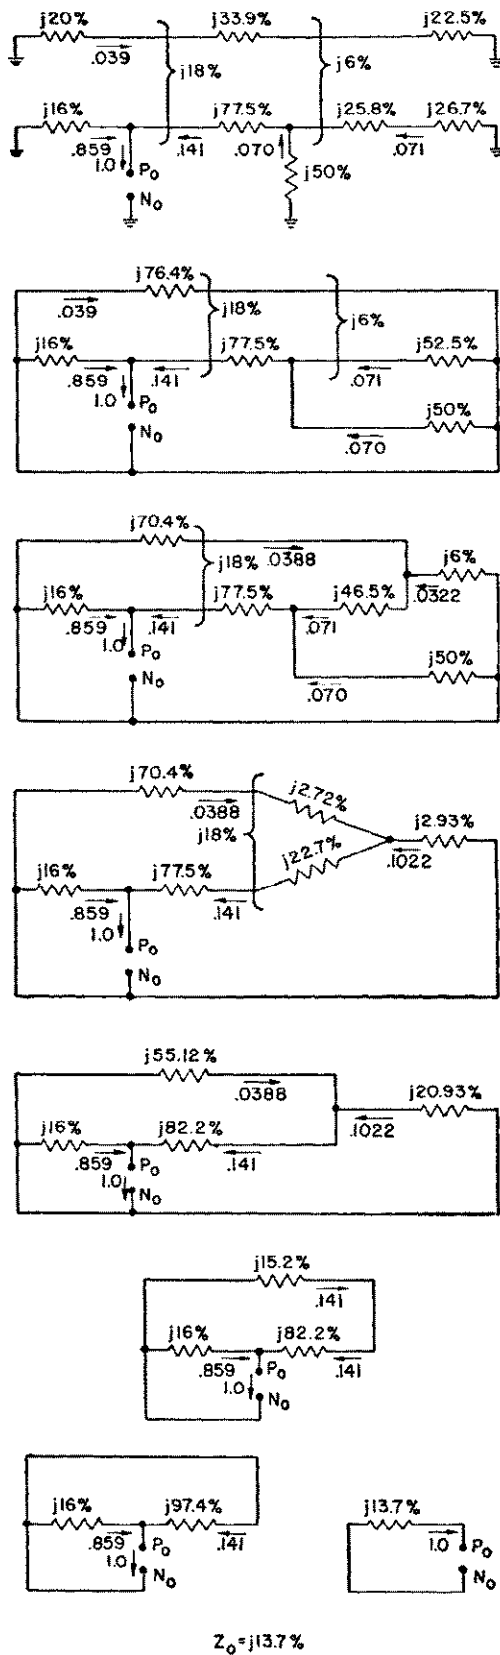 j20% j33.9% j22.5%
.039 j18% j6%
j16% j77.5% j25.8% j26.7%
.859 .141 .070 .071
1.0 P₀ j50%
N₀
j76.4%
.039 j18% j6%
j16% j77.5% j52.5%
.859 .141 .071
1.0 P₀ j50%
N₀ .070
j70.4%
j18% .0388 j6%
j16% j77.5% j46.5% .0322
.859 .141 .071
1.0 P₀ j50%
N₀ .070
j70.4% j2.72%
.0388 j2.93%
j18%
j16% j77.5% j22.7% .1022
.859 .141
1.0 P₀
N₀
j55.12%
.0388 j20.93%
j16% j82.2% .1022
.859 P₀ .141
1.0 N₀
j15.2%
.141
j16% j82.2%
.859 P₀ .141
1.0 N₀
j16% j97.4% j13.7%
.859 P₀ .141 1.0 P₀
1.0 N₀ N₀
Z₀=j13.7%